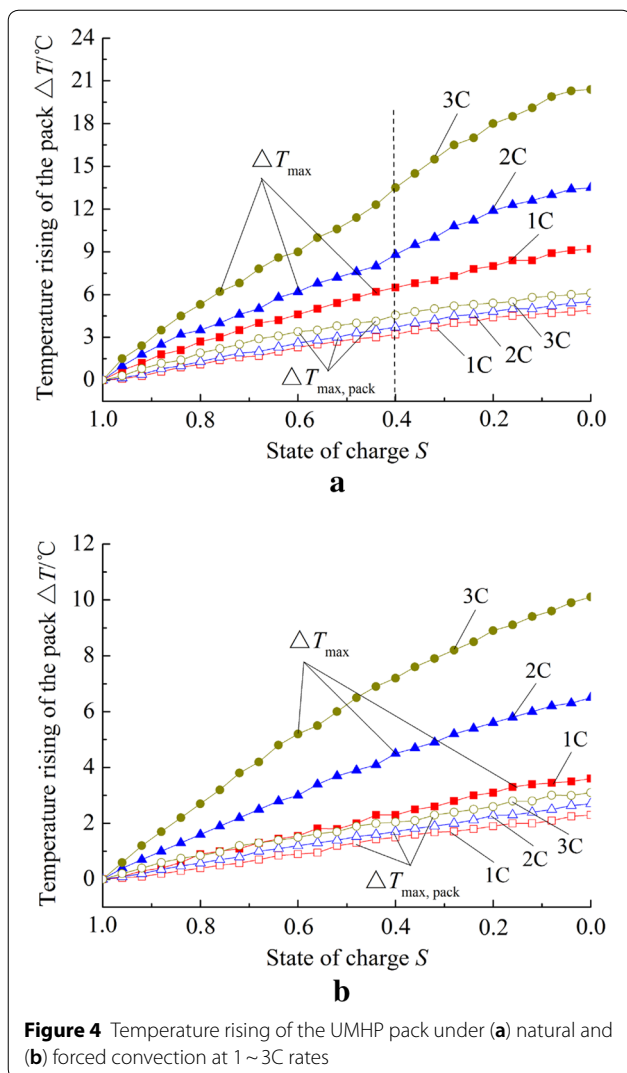 Temperature rising of the pack △T/℃
24
21
18
15
12
9
6
3
0
3C
△Tmax
2C
1C
△Tmax, pack
1C
2C
3C
1.0 0.8 0.6 0.4 0.2 0.0
State of charge S
a
Temperature rising of the pack △T/℃
12
10
8
6
4
2
0
3C
△Tmax
2C
1C
△Tmax, pack
1C
2C
3C
1.0 0.8 0.6 0.4 0.2 0.0
State of charge S
b
Figure 4 Temperature rising of the UMHP pack under (a) natural and
(b) forced convection at 1 ~ 3C rates